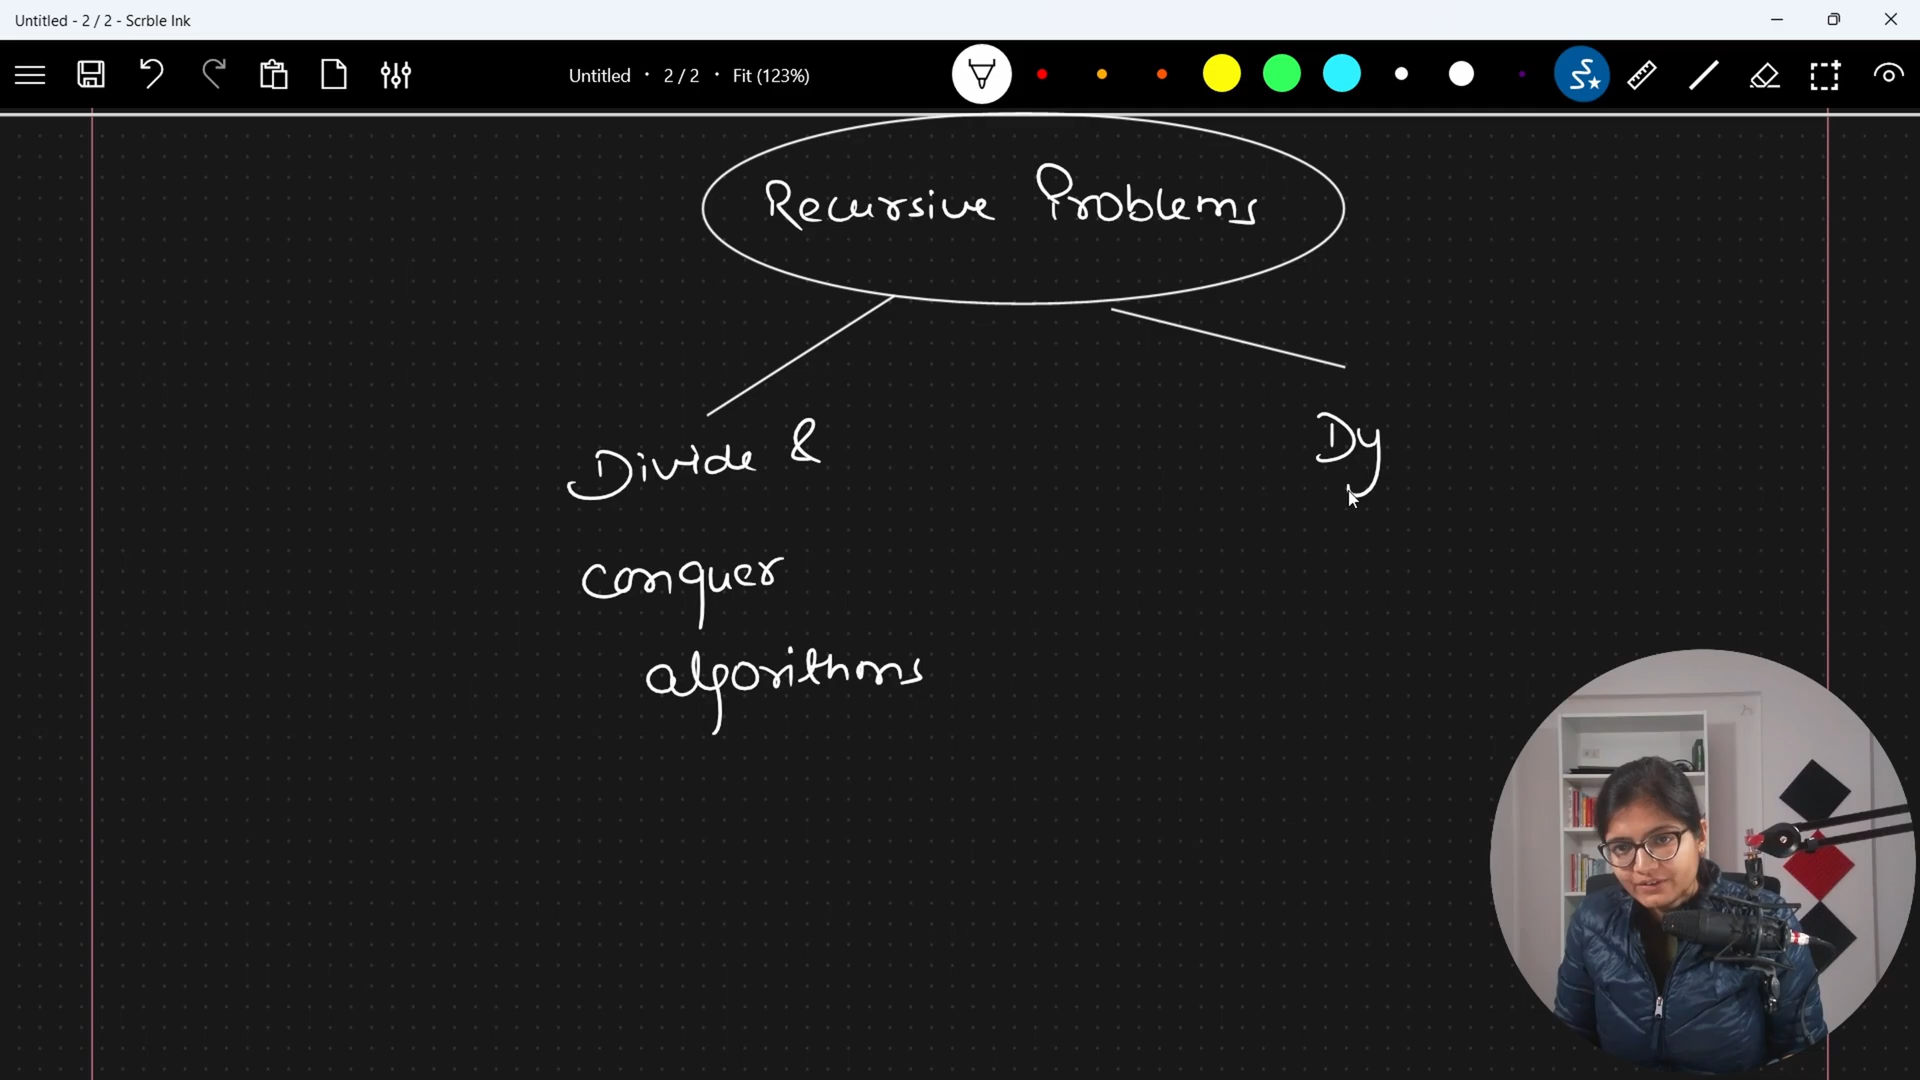 Untitled - 2 / 2 - Scrble Ink
Untitled • 2 / 2 • Fit (123%)
Recursive Problems
Divide &
Dy
conquer
algorithms